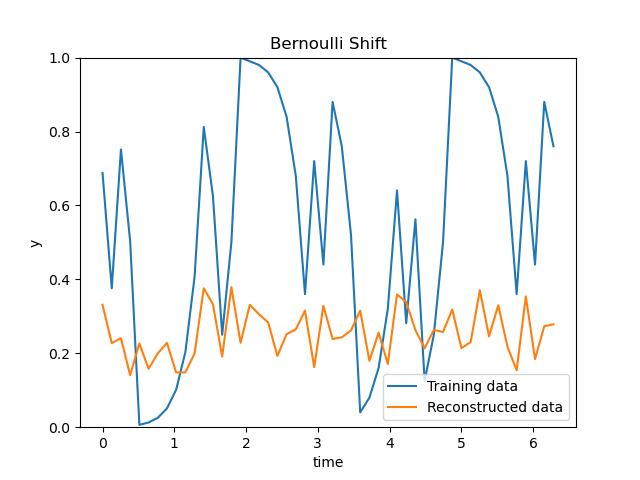 Bernoulli Shift
1.0
0.8
0.6
0.4
0.2
0.0
y
0 1 2 3 4 5 6
time
Training data
Reconstructed data